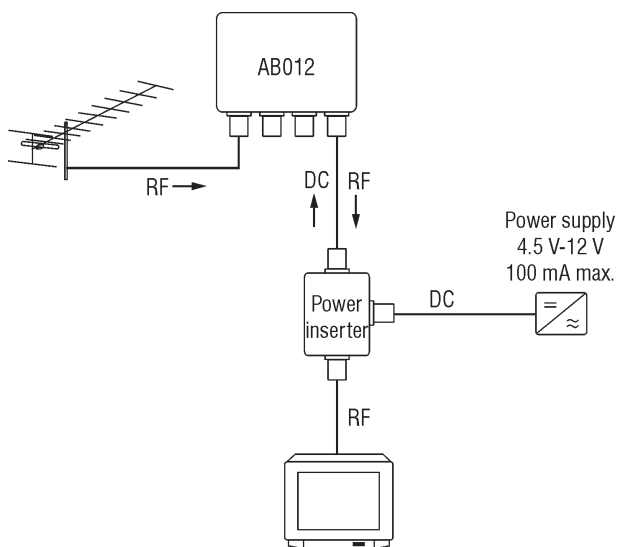 AB012
RF
DC RF
Power supply
4.5 V-12 V
100 mA max.
DC
Power
inserter
RF